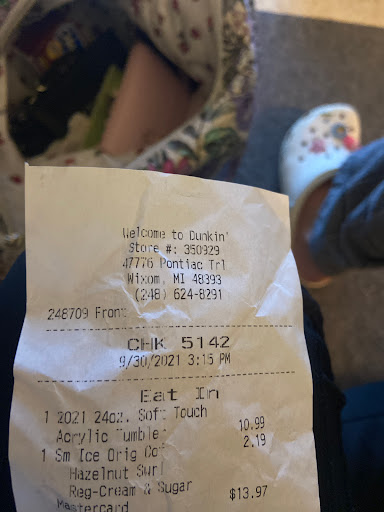 Welcome to Dunkin'
Store #: 350929
47776 Pontiac Trl
Wixom, MI 48393
(248) 624-8291
248709 Front
CHK 5142
9/30/2021 3:15 PM
Eat In
1 2021 24oz. Soft Touch
Acrylic Tumble 10.99
1 Sm Ice Orig Cof 2.19
Hazelnut Swrl
Reg-Cream & Sugar
Mastercard $13.97